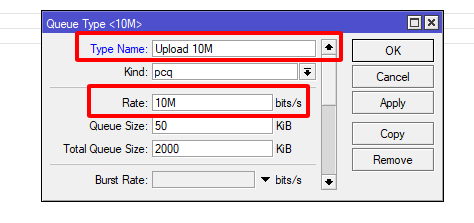 Queue Type <10M>
Type Name: Upload 10M
OK
Kind: pcq
Cancel
Rate: 10M bits/s
Apply
Queue Size: 50 KiB
Total Queue Size: 2000 KiB
Copy
Remove
Burst Rate: bits/s